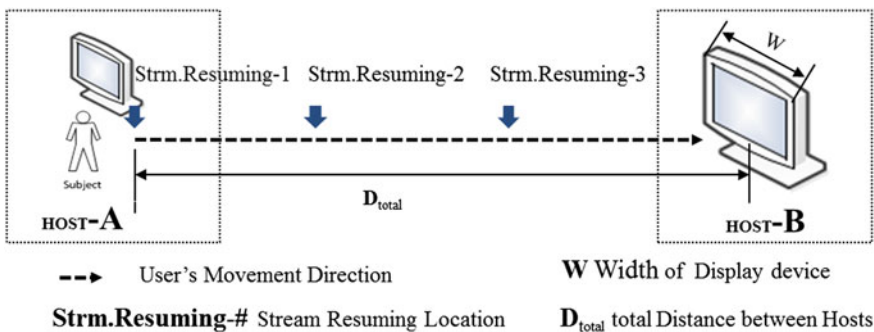 W
Strm.Resuming-1 Strm.Resuming-2 Strm.Resuming-3
Subject
D_total
HOST-A
HOST-B
User's Movement Direction
W Width of Display device
Strm.Resuming-# Stream Resuming Location
D_total total Distance between Hosts